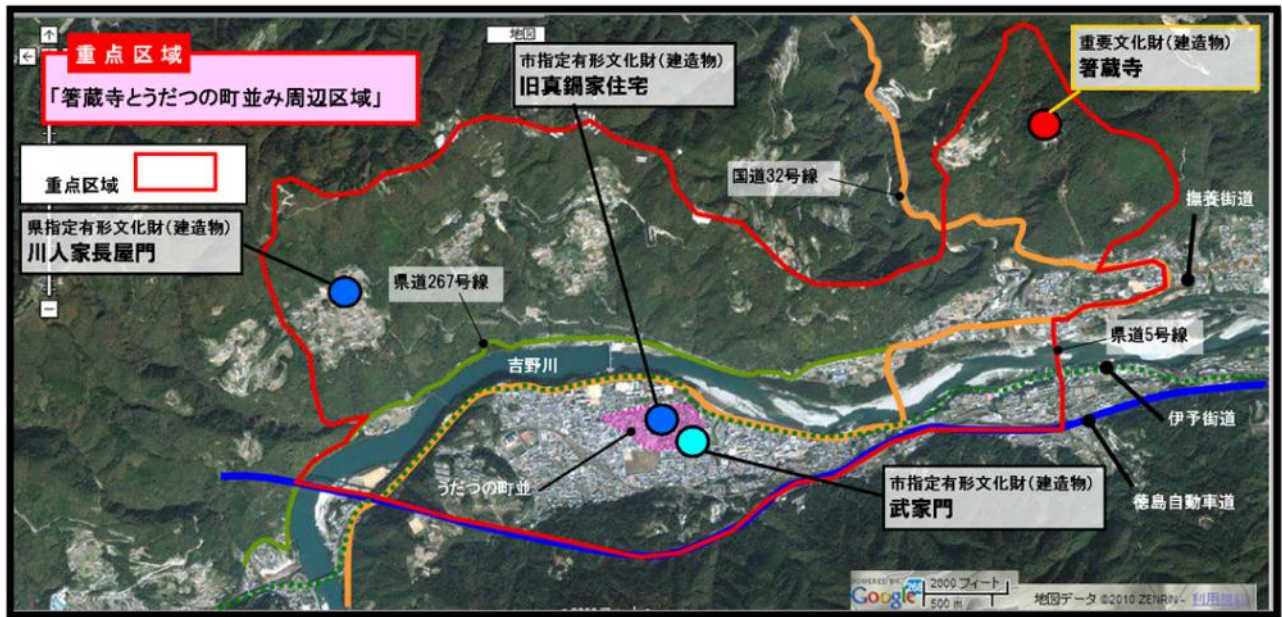 地図
重点区域
「箸蔵寺とうだつの町並み周辺区域」
重点区域
市指定有形文化財(建造物)
旧真鍋家住宅
重要文化財(建造物)
箸蔵寺
国道32号線
撫養街道
県指定有形文化財(建造物)
川人家長屋門
県道267号線
吉野川
県道5号線
伊予街道
うだつの町並
市指定有形文化財(建造物)
武家門
徳島自動車道
POWERED BY
Google
268
2000 フィート
500 m
地図データ ©2010 ZENRIN -